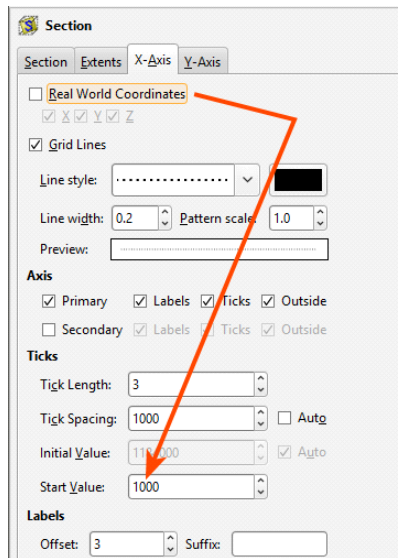 Section
Section Extents X-Axis Y-Axis
Real World Coordinates
X Y Z
Grid Lines
Line style:
Line width: 0.2 Pattern scale: 1.0
Preview:
Axis
Primary Labels Ticks Outside
Secondary Labels Ticks Outside
Ticks
Tick Length: 3
Tick Spacing: 1000 Auto
Initial Value: Auto
Start Value: 1000
Labels
Offset: 3 Suffix: